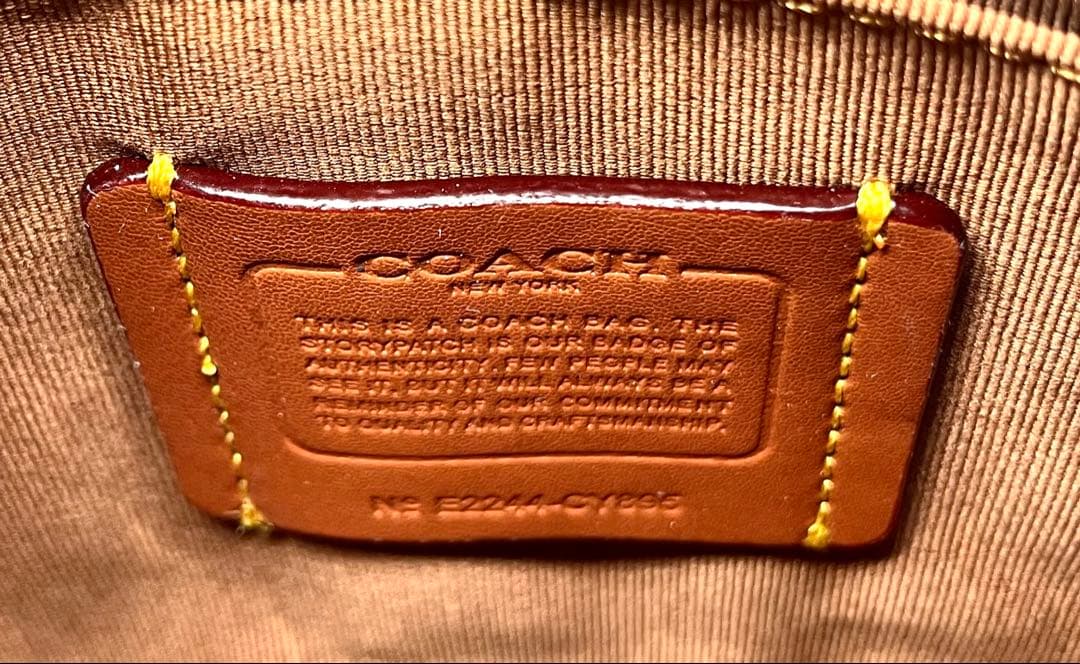 COACH
NEW YORK
THIS IS A COACH BAG. THE
STORYPATCH IS OUR BADGE OF
AUTHENTICITY. FEW PEOPLE MAY
SEE IT, BUT IT WILL ALWAYS BE A
REMINDER OF OUR COMMITMENT
TO QUALITY AND CRAFTSMANSHIP.
Nº E2244-CY895